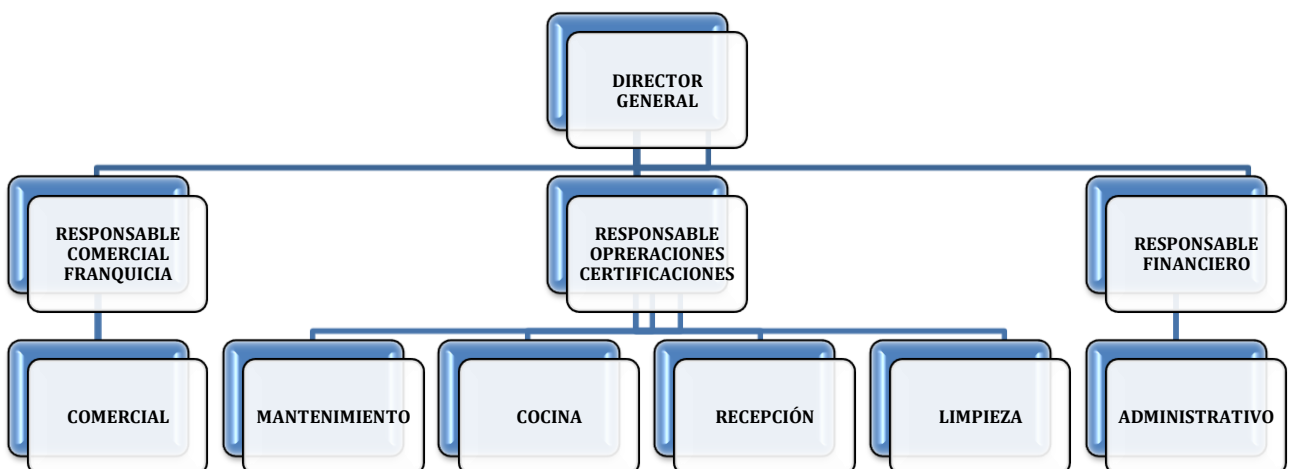 DIRECTOR
GENERAL
RESPONSABLE
COMERCIAL
FRANQUICIA
RESPONSABLE
OPRERACIONES
CERTIFICACIONES
RESPONSABLE
FINANCIERO
COMERCIAL
MANTENIMIENTO
COCINA
RECEPCIÓN
LIMPIEZA
ADMINISTRATIVO